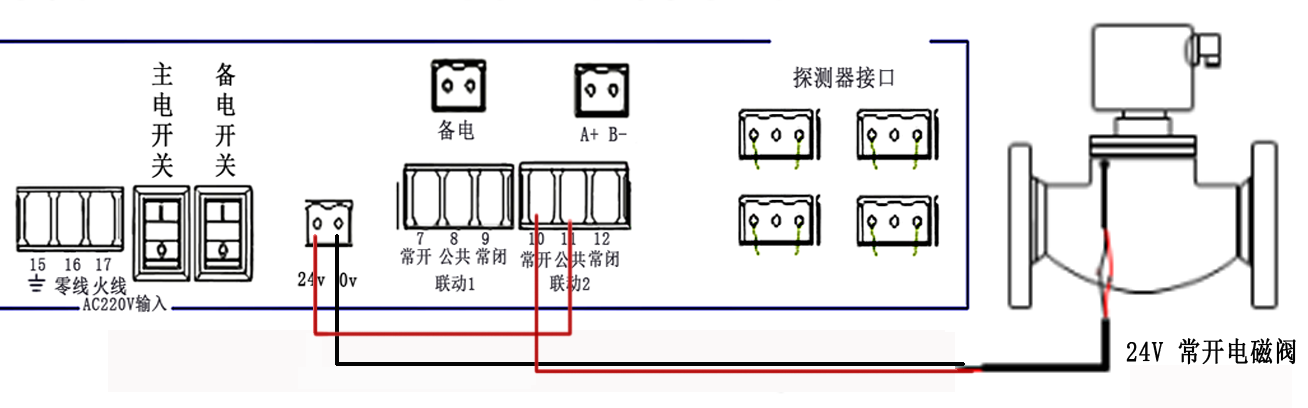 主电开关
备电开关
备电
A+ B-
探测器接口
15 16 17
零线 火线
AC220V输入
24v 0v
7 8 9
常开 公共 常闭
联动1
10 11 12
常开 公共 常闭
联动2
24V 常开电磁阀